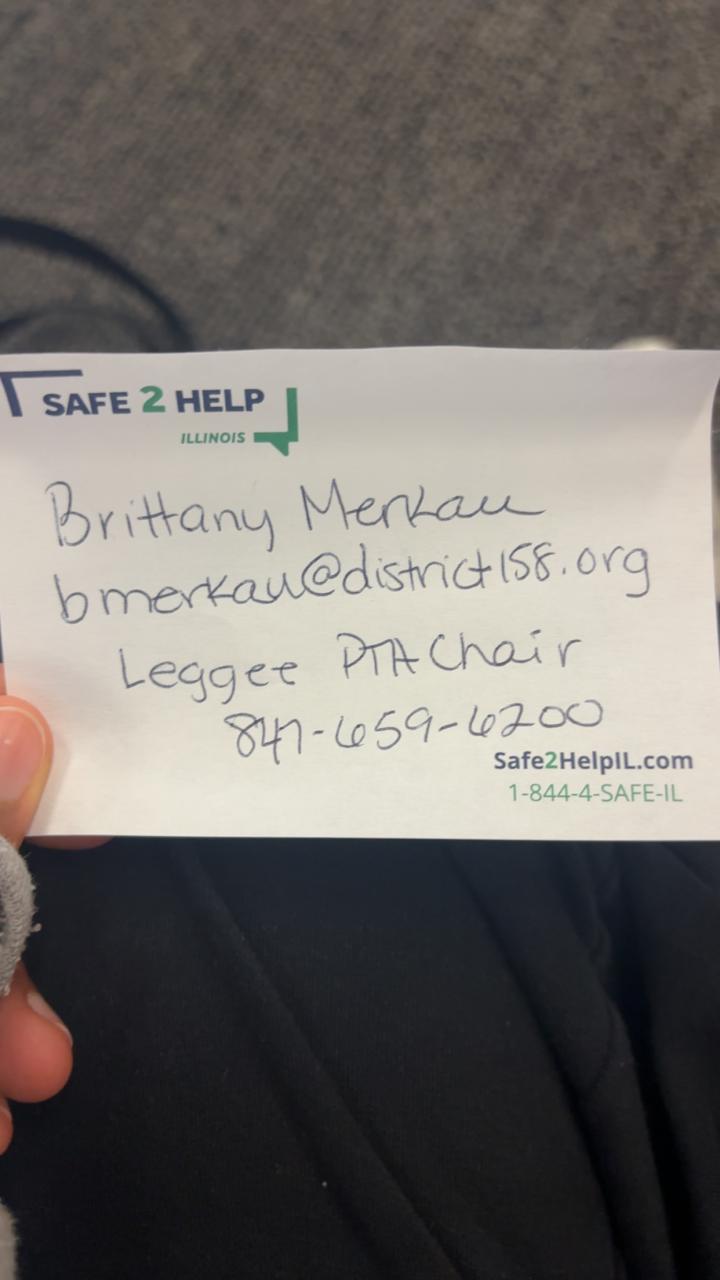 SAFE 2 HELP
ILLINOIS
Brittany Merkau
bmerkau@district158.org
Leggee PTA Chair
847-659-6200
Safe2HelpIL.com
1-844-4-SAFE-IL